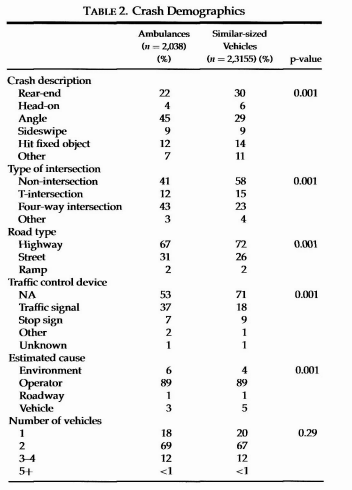 TABLE 2. Crash Demographics
Ambulances Similar-sized
(n = 2,038) Vehicles
(%) (n = 2,3155) (%) p-value
Crash description
Rear-end 22 30 0.001
Head-on 4 6
Angle 45 29
Sideswipe 9 9
Hit fixed object 12 14
Other 7 11
Type of intersection
Non-intersection 41 58 0.001
T-intersection 12 15
Four-way intersection 43 23
Other 3 4
Road type
Highway 67 72 0.001
Street 31 26
Ramp 2 2
Traffic control device
NA 53 71 0.001
Traffic signal 37 18
Stop sign 7 9
Other 2 1
Unknown 1 1
Estimated cause
Environment 6 4 0.001
Operator 89 89
Roadway 1 1
Vehicle 3 5
Number of vehicles
1 18 20 0.29
2 69 67
3–4 12 12
5+ <1 <1